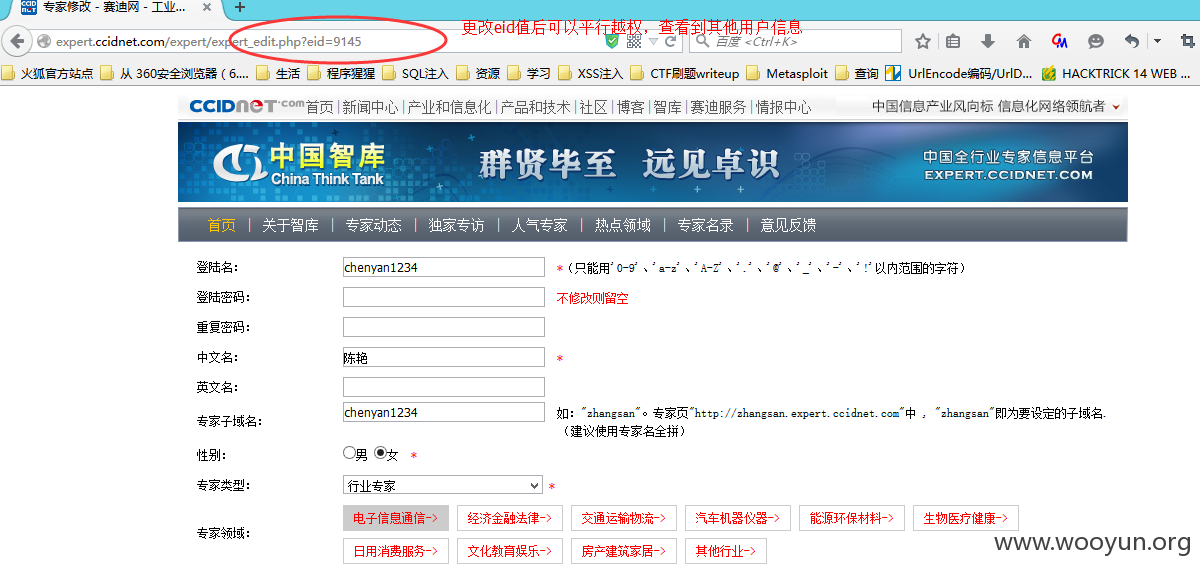 专家修改 - 赛迪网 - 工业...
更改eid值后可以平行越权，查看到其他用户信息
expert.ccidnet.com/expert/expert_edit.php?eid=9145
百度 <Ctrl+K>
火狐官方站点 从 360安全浏览器（6.... 生活 程序猩猩 SQL注入 资源 学习 XSS注入 CTF刷题writeup Metasploit 查询 UrlEncode编码/UrlD... HACKTRICK 14 WEB ...
CCIDNET.com 首页 | 新闻中心 | 产业和信息化 | 产品和技术 | 社区 | 博客 | 智库 | 赛迪服务 | 情报中心 中国信息产业风向标 信息化网络领航者
中国智库 群贤毕至 远见卓识 中国全行业专家信息平台
China Think Tank EXPERT.CCIDNET.COM
首页 | 关于智库 | 专家动态 | 独家专访 | 人气专家 | 热点领域 | 专家名录 | 意见反馈
登陆名： chenyan1234 *（只能用'0-9'、'a-z'、'A-Z'、'.'、'@'、'_'、'-'、'!'以内范围的字符）
登陆密码： 不修改则留空
重复密码：
中文名： 陈艳 *
英文名：
专家子域名： chenyan1234 如："zhangsan"。专家页"http://zhangsan.expert.ccidnet.com"中 ，"zhangsan"即为要设定的子域名.
（建议使用专家名全拼）
性别： 男 女 *
专家类型： 行业专家 *
专家领域： 电子信息通信-> 经济金融法律-> 交通运输物流-> 汽车机器仪器-> 能源环保材料-> 生物医疗健康->
日用消费服务-> 文化教育娱乐-> 房产建筑家居-> 其他行业->
www.wooyun.org